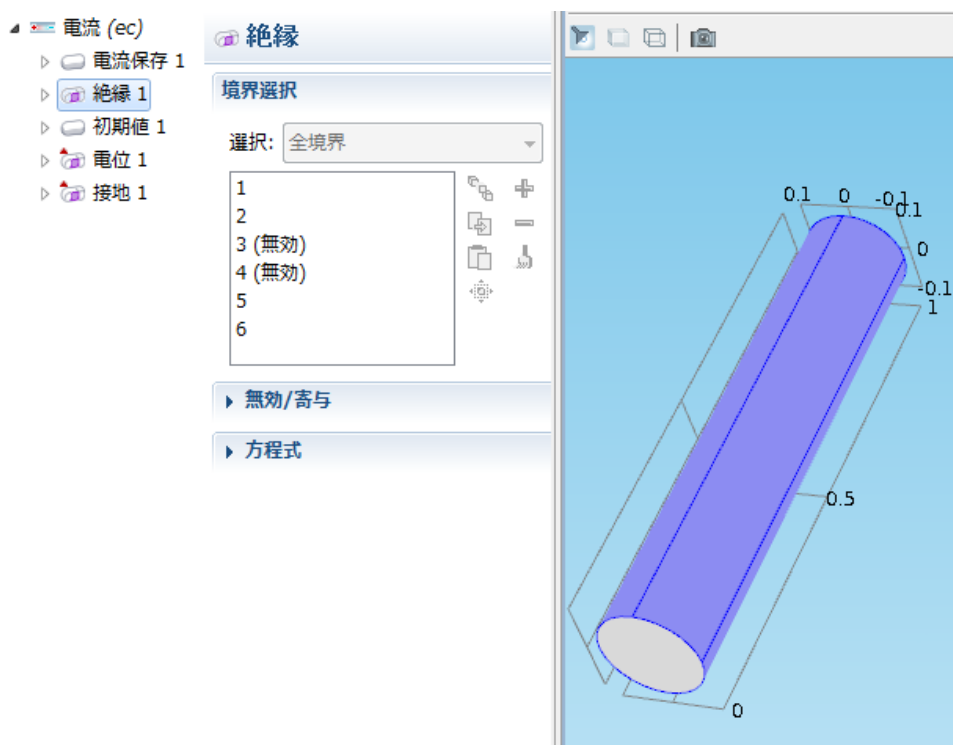 電流 (ec)
電流保存 1
絶縁 1
初期値 1
電位 1
接地 1
絶縁
境界選択
選択: 全境界
1
2
3 (無効)
4 (無効)
5
6
無効/寄与
方程式
0.1 0 -0.1
0.1
0
-0.1
1
0.5
0